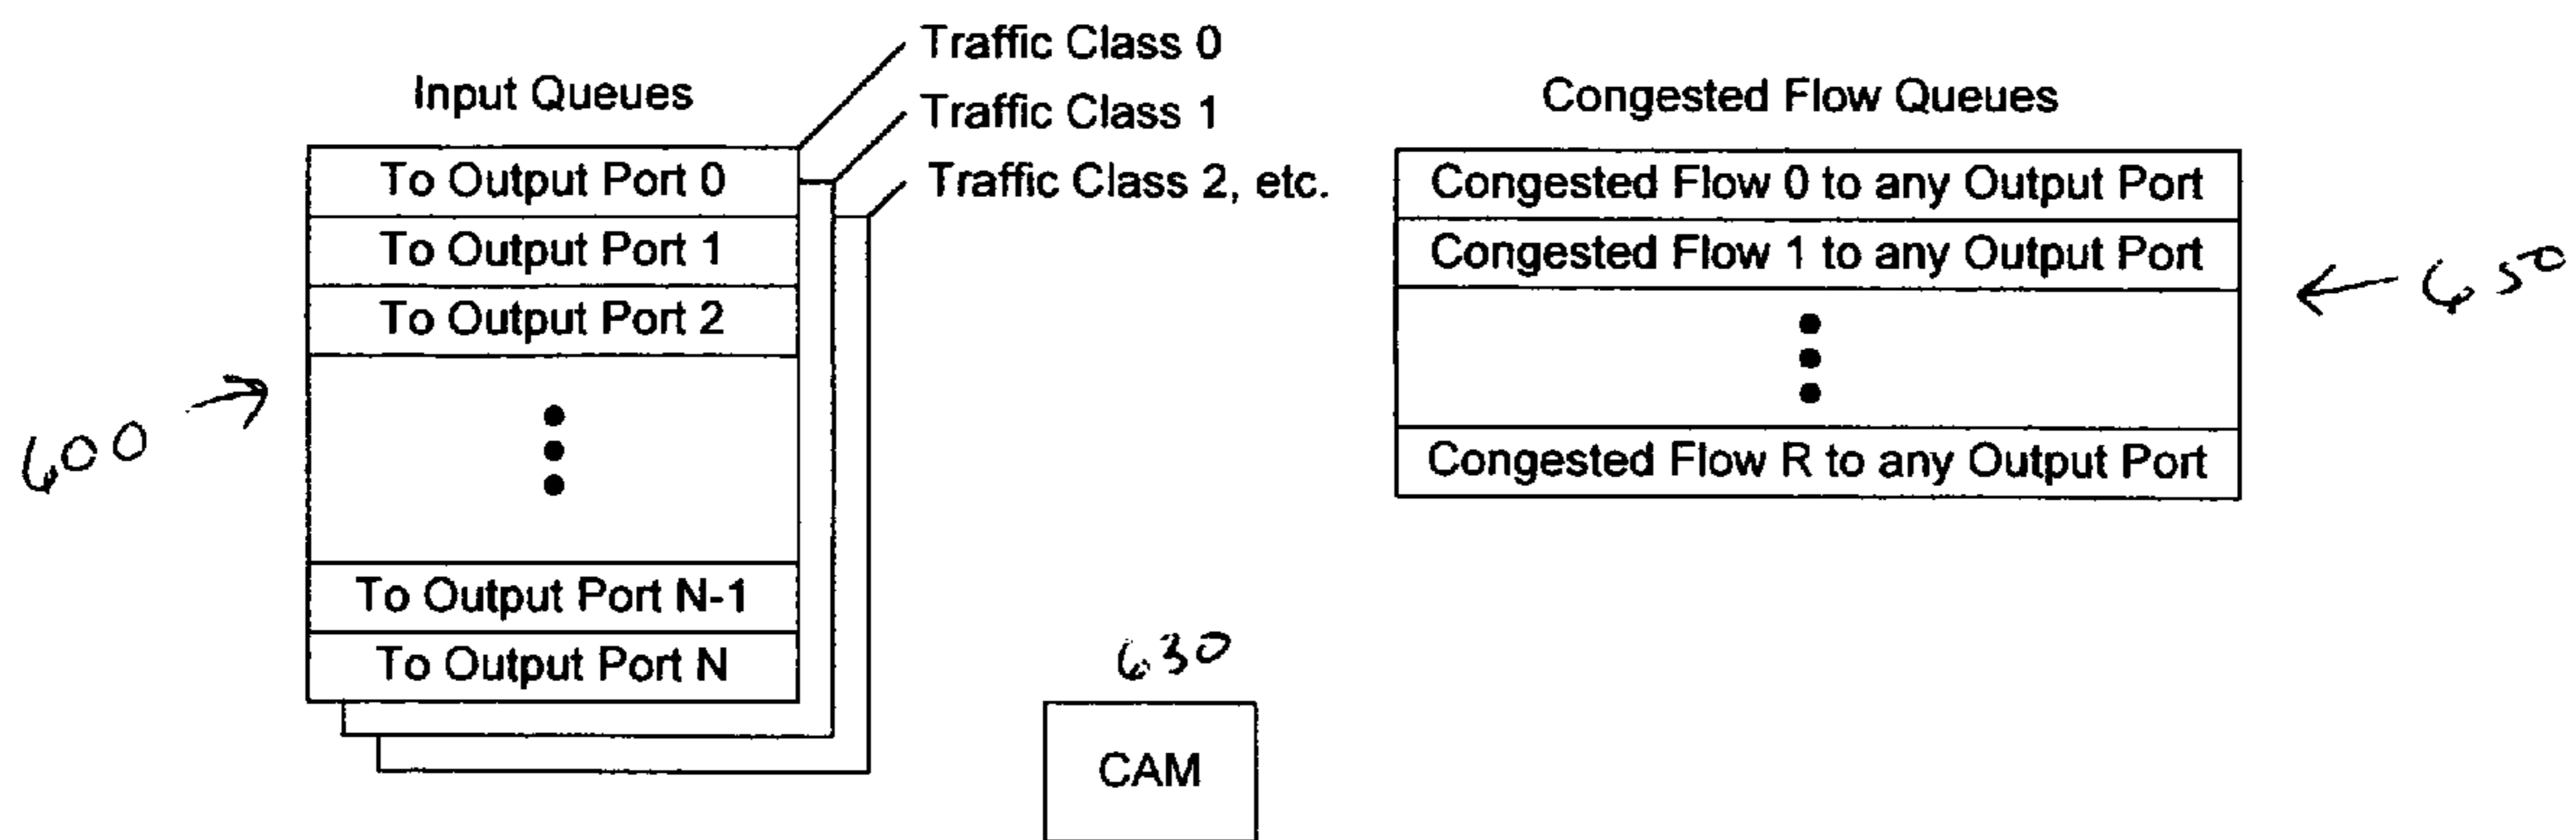 Input Queues
Traffic Class 0
Traffic Class 1
Traffic Class 2, etc.
To Output Port 0
To Output Port 1
To Output Port 2
To Output Port N-1
To Output Port N
600
630
CAM
Congested Flow Queues
Congested Flow 0 to any Output Port
Congested Flow 1 to any Output Port
Congested Flow R to any Output Port
650